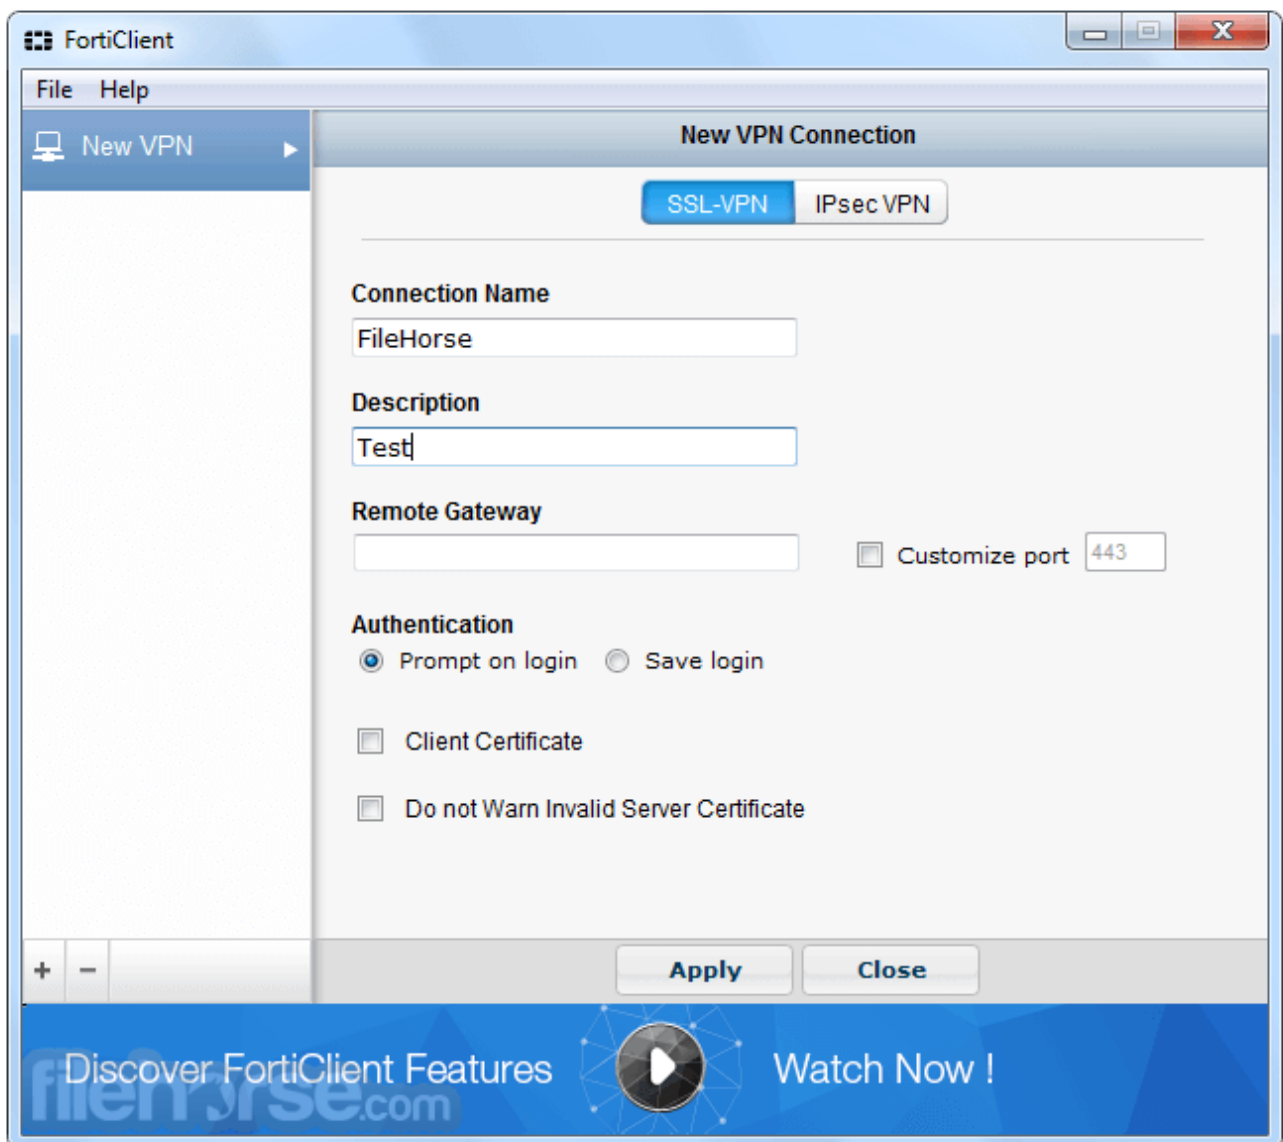 FortiClient
File Help
New VPN
New VPN Connection
SSL-VPN IPsec VPN
Connection Name
FileHorse
Description
Test
Remote Gateway
Customize port 443
Authentication
Prompt on login Save login
Client Certificate
Do not Warn Invalid Server Certificate
+ −
Apply Close
Discover FortiClient Features Watch Now !
filehorse.com